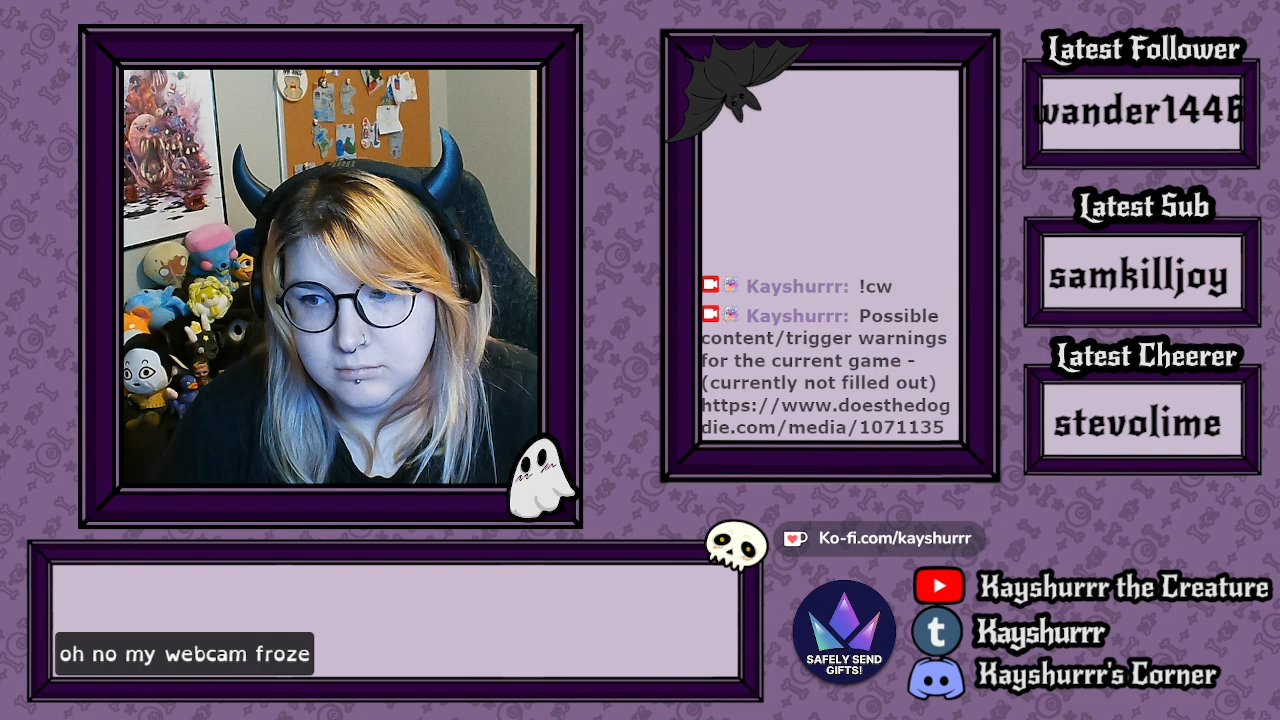 Latest Follower
wander1446
Latest Sub
samkilljoy
Latest Cheerer
stevolime
Kayshurrr: !cw
Kayshurrr: Possible
content/trigger warnings
for the current game -
(currently not filled out)
https://www.doesthedog
die.com/media/1071135
oh no my webcam froze
Ko-fi.com/kayshurrr
SAFELY SEND
GIFTS!
Kayshurrr the Creature
Kayshurrr
Kayshurrr's Corner